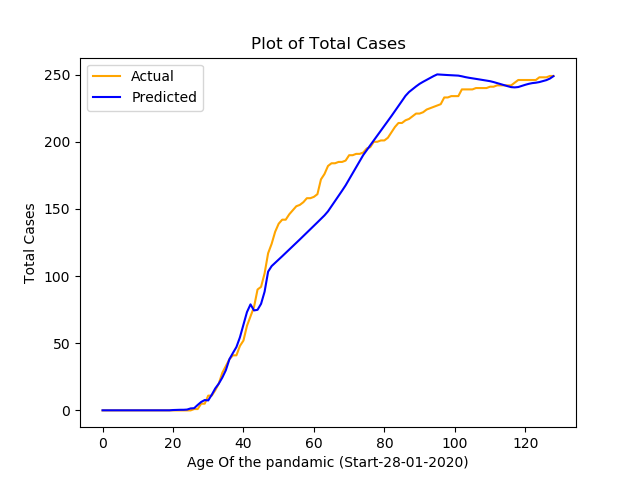 Plot of Total Cases
Actual
Predicted
Total Cases
250
200
150
100
50
0
0 20 40 60 80 100 120
Age Of the pandamic (Start-28-01-2020)